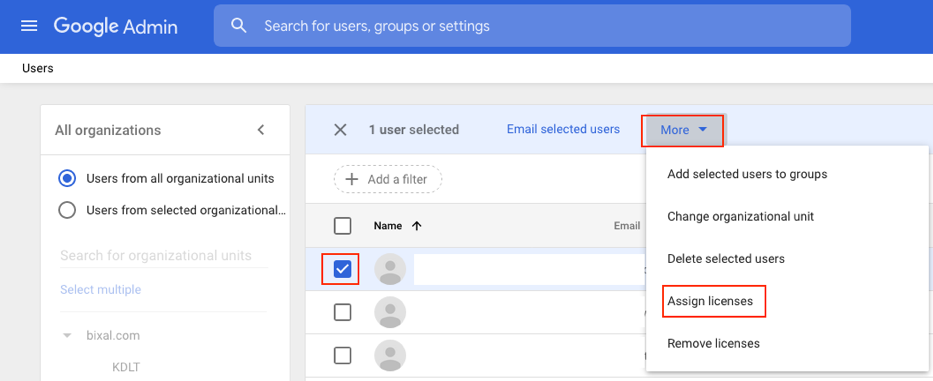 Google Admin
Search for users, groups or settings
Users
All organizations
Users from all organizational units
Users from selected organizational...
Search for organizational units
Select multiple
bixal.com
KDLT
1 user selected
Email selected users
More
Add a filter
Name
Email
Add selected users to groups
Change organizational unit
Delete selected users
Assign licenses
Remove licenses